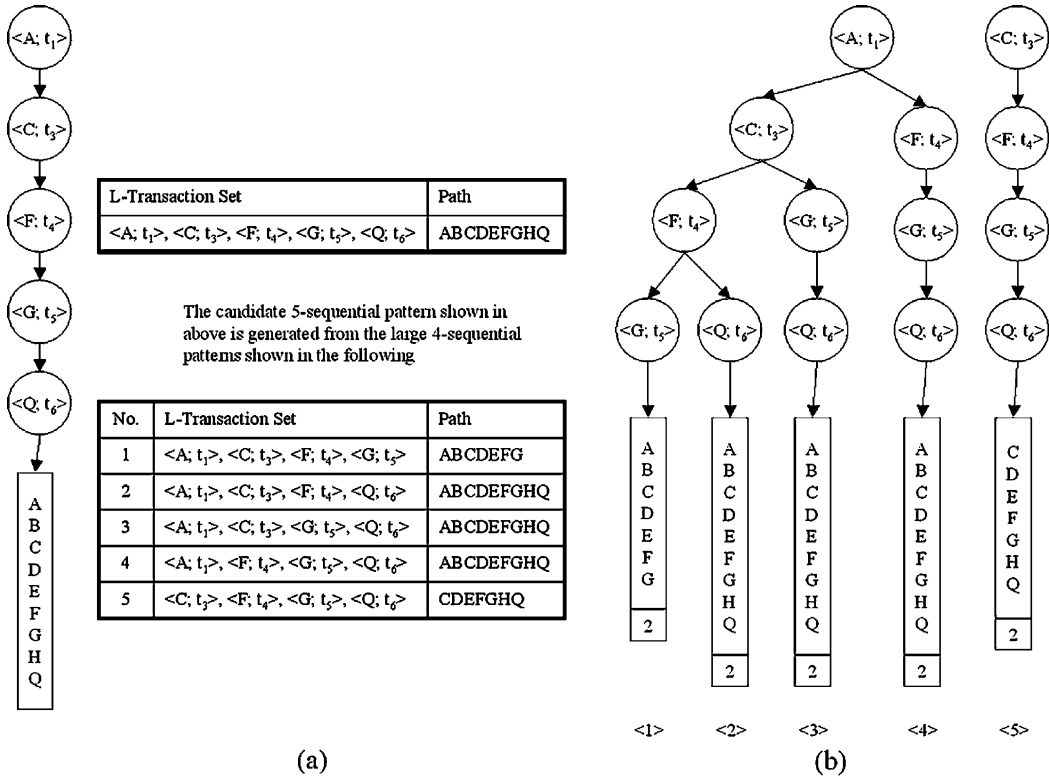 <A; t1>
<C; t3>
<F; t4>
<G; t5>
<Q; t6>
A
B
C
D
E
F
G
H
Q
L-Transaction Set Path
<A; t1>, <C; t3>, <F; t4>, <G; t5>, <Q; t6> ABCDEFGHQ
The candidate 5-sequential pattern shown in
above is generated from the large 4-sequential
patterns shown in the following
No. L-Transaction Set Path
1 <A; t1>, <C; t3>, <F; t4>, <G; t5> ABCDEFG
2 <A; t1>, <C; t3>, <F; t4>, <Q; t6> ABCDEFGHQ
3 <A; t1>, <C; t3>, <G; t5>, <Q; t6> ABCDEFGHQ
4 <A; t1>, <F; t4>, <G; t5>, <Q; t6> ABCDEFGHQ
5 <C; t3>, <F; t4>, <G; t5>, <Q; t6> CDEFGHQ
(a)
<A; t1> <C; t3>
<C; t3> <F; t4> <F; t4>
<F; t4> <G; t5> <G; t5> <G; t5>
<G; t5> <Q; t6> <Q; t6> <Q; t6> <Q; t6>
A
B
C
D
E
F
G
2
A
B
C
D
E
F
G
H
Q
2
A
B
C
D
E
F
G
H
Q
2
A
B
C
D
E
F
G
H
Q
2
C
D
E
F
G
H
Q
2
<1> <2> <3> <4> <5>
(b)